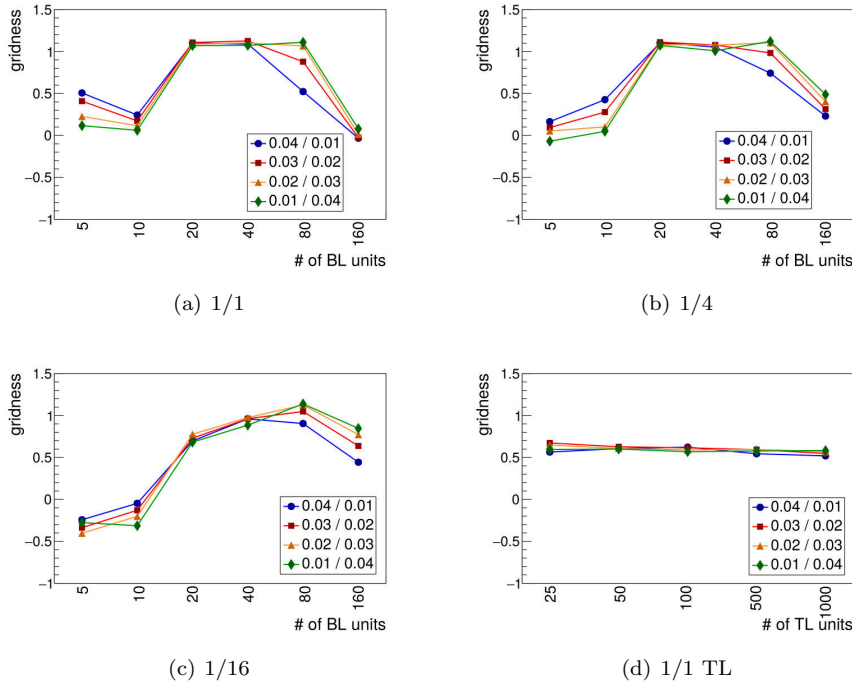 gridness
1.5
1
0.5
0
−0.5
−1
0.04 / 0.01
0.03 / 0.02
0.02 / 0.03
0.01 / 0.04
5
10
20
40
80
160
# of BL units
(a) 1/1
gridness
1.5
1
0.5
0
−0.5
−1
0.04 / 0.01
0.03 / 0.02
0.02 / 0.03
0.01 / 0.04
5
10
20
40
80
160
# of BL units
(b) 1/4
gridness
1.5
1
0.5
0
−0.5
−1
0.04 / 0.01
0.03 / 0.02
0.02 / 0.03
0.01 / 0.04
5
10
20
40
80
160
# of BL units
(c) 1/16
gridness
1.5
1
0.5
0
−0.5
−1
0.04 / 0.01
0.03 / 0.02
0.02 / 0.03
0.01 / 0.04
25
50
100
500
1000
# of TL units
(d) 1/1 TL